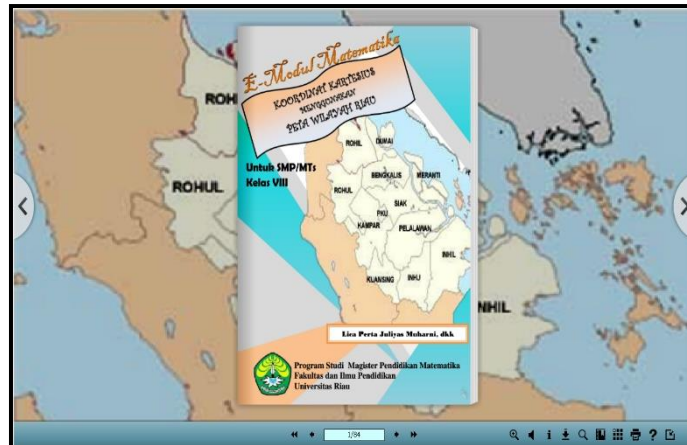 E-Modul Matematika
KOORDINAT KARTESIUS
MENGGUNAKAN
PETA WILAYAH RIAU
Untuk SMP/MTs
Kelas VIII
ROHIL
DUMAI
BENGKALIS
MERANTI
ROHUL
SIAK
PKU
KAMPAR
PELALAWAN
INHIL
KUANSING
INHU
Lira Perta Juliyas Muharni, dkk
Program Studi Magister Pendidikan Matematika
Fakultas dan Ilmu Pendidikan
Universitas Riau
ROH
ROHUL
NHIL
1/84